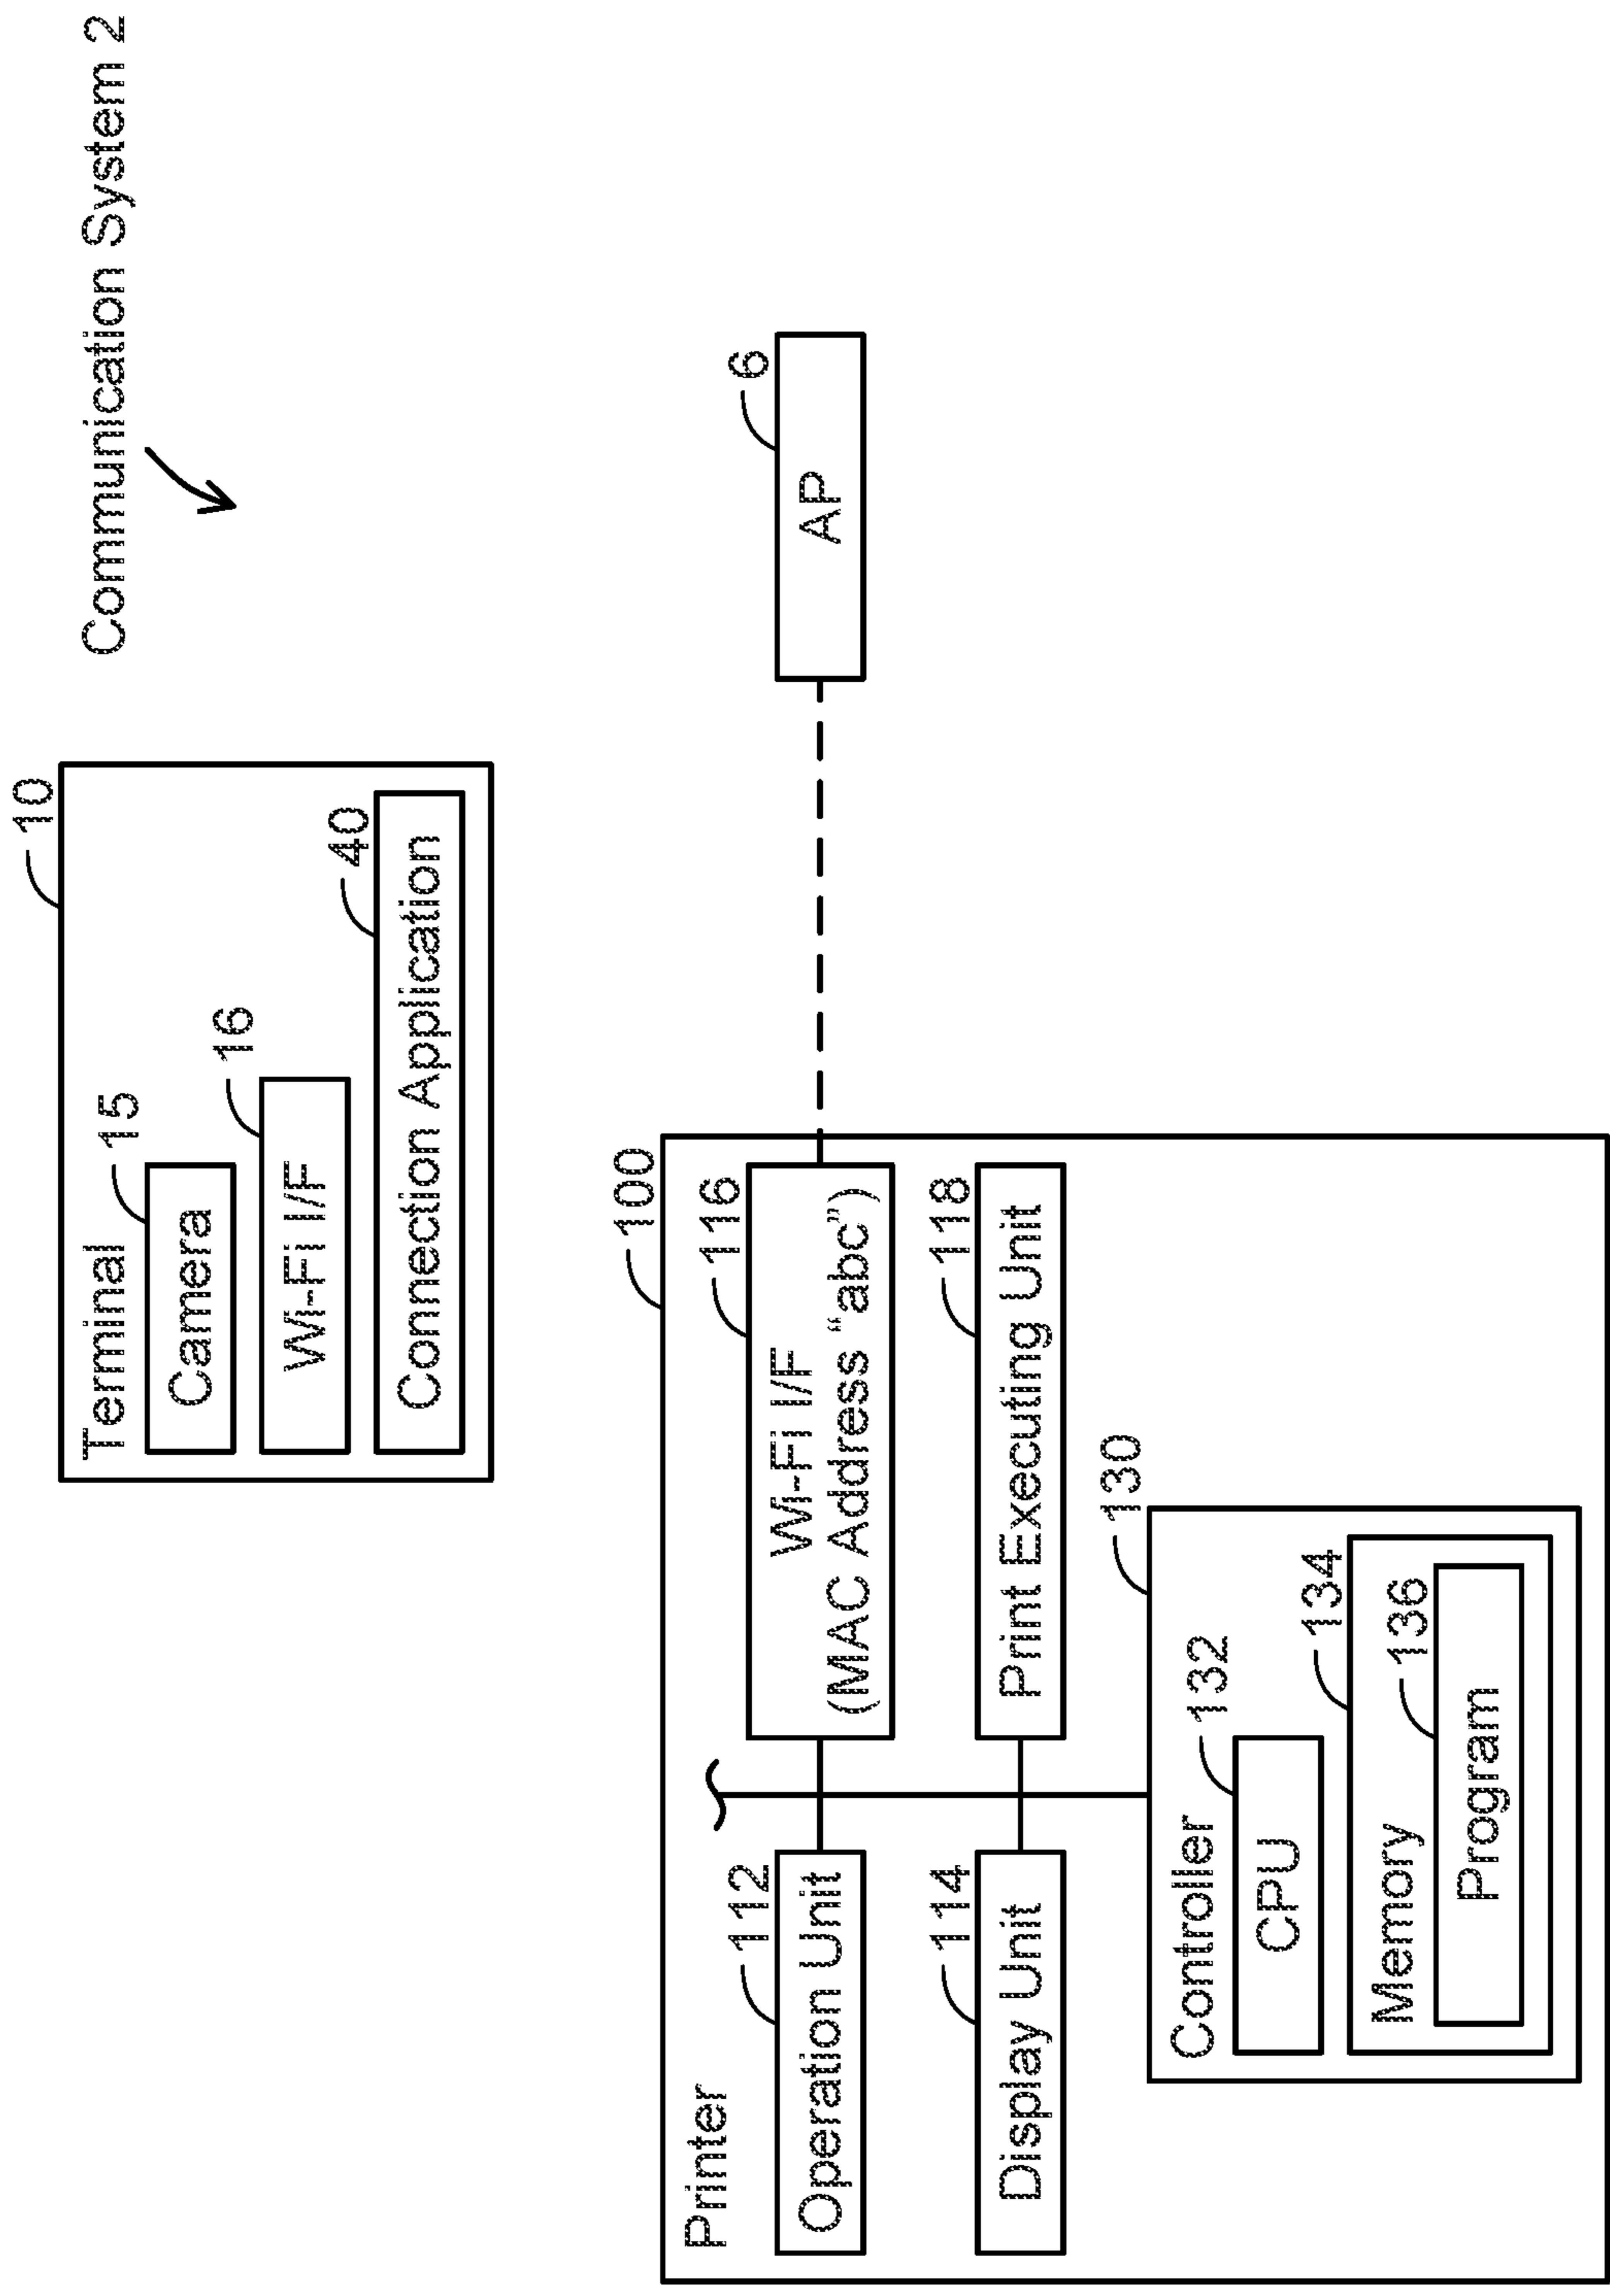 Communication System 2
10
Terminal
15
Camera
16
Wi-Fi I/F
40
Connection Application
6
AP
100
Printer
112
Operation Unit
116
Wi-Fi I/F
(MAC Address “abc”)
114
Display Unit
118
Print Executing Unit
130
Controller
132
CPU
134
Memory
136
Program